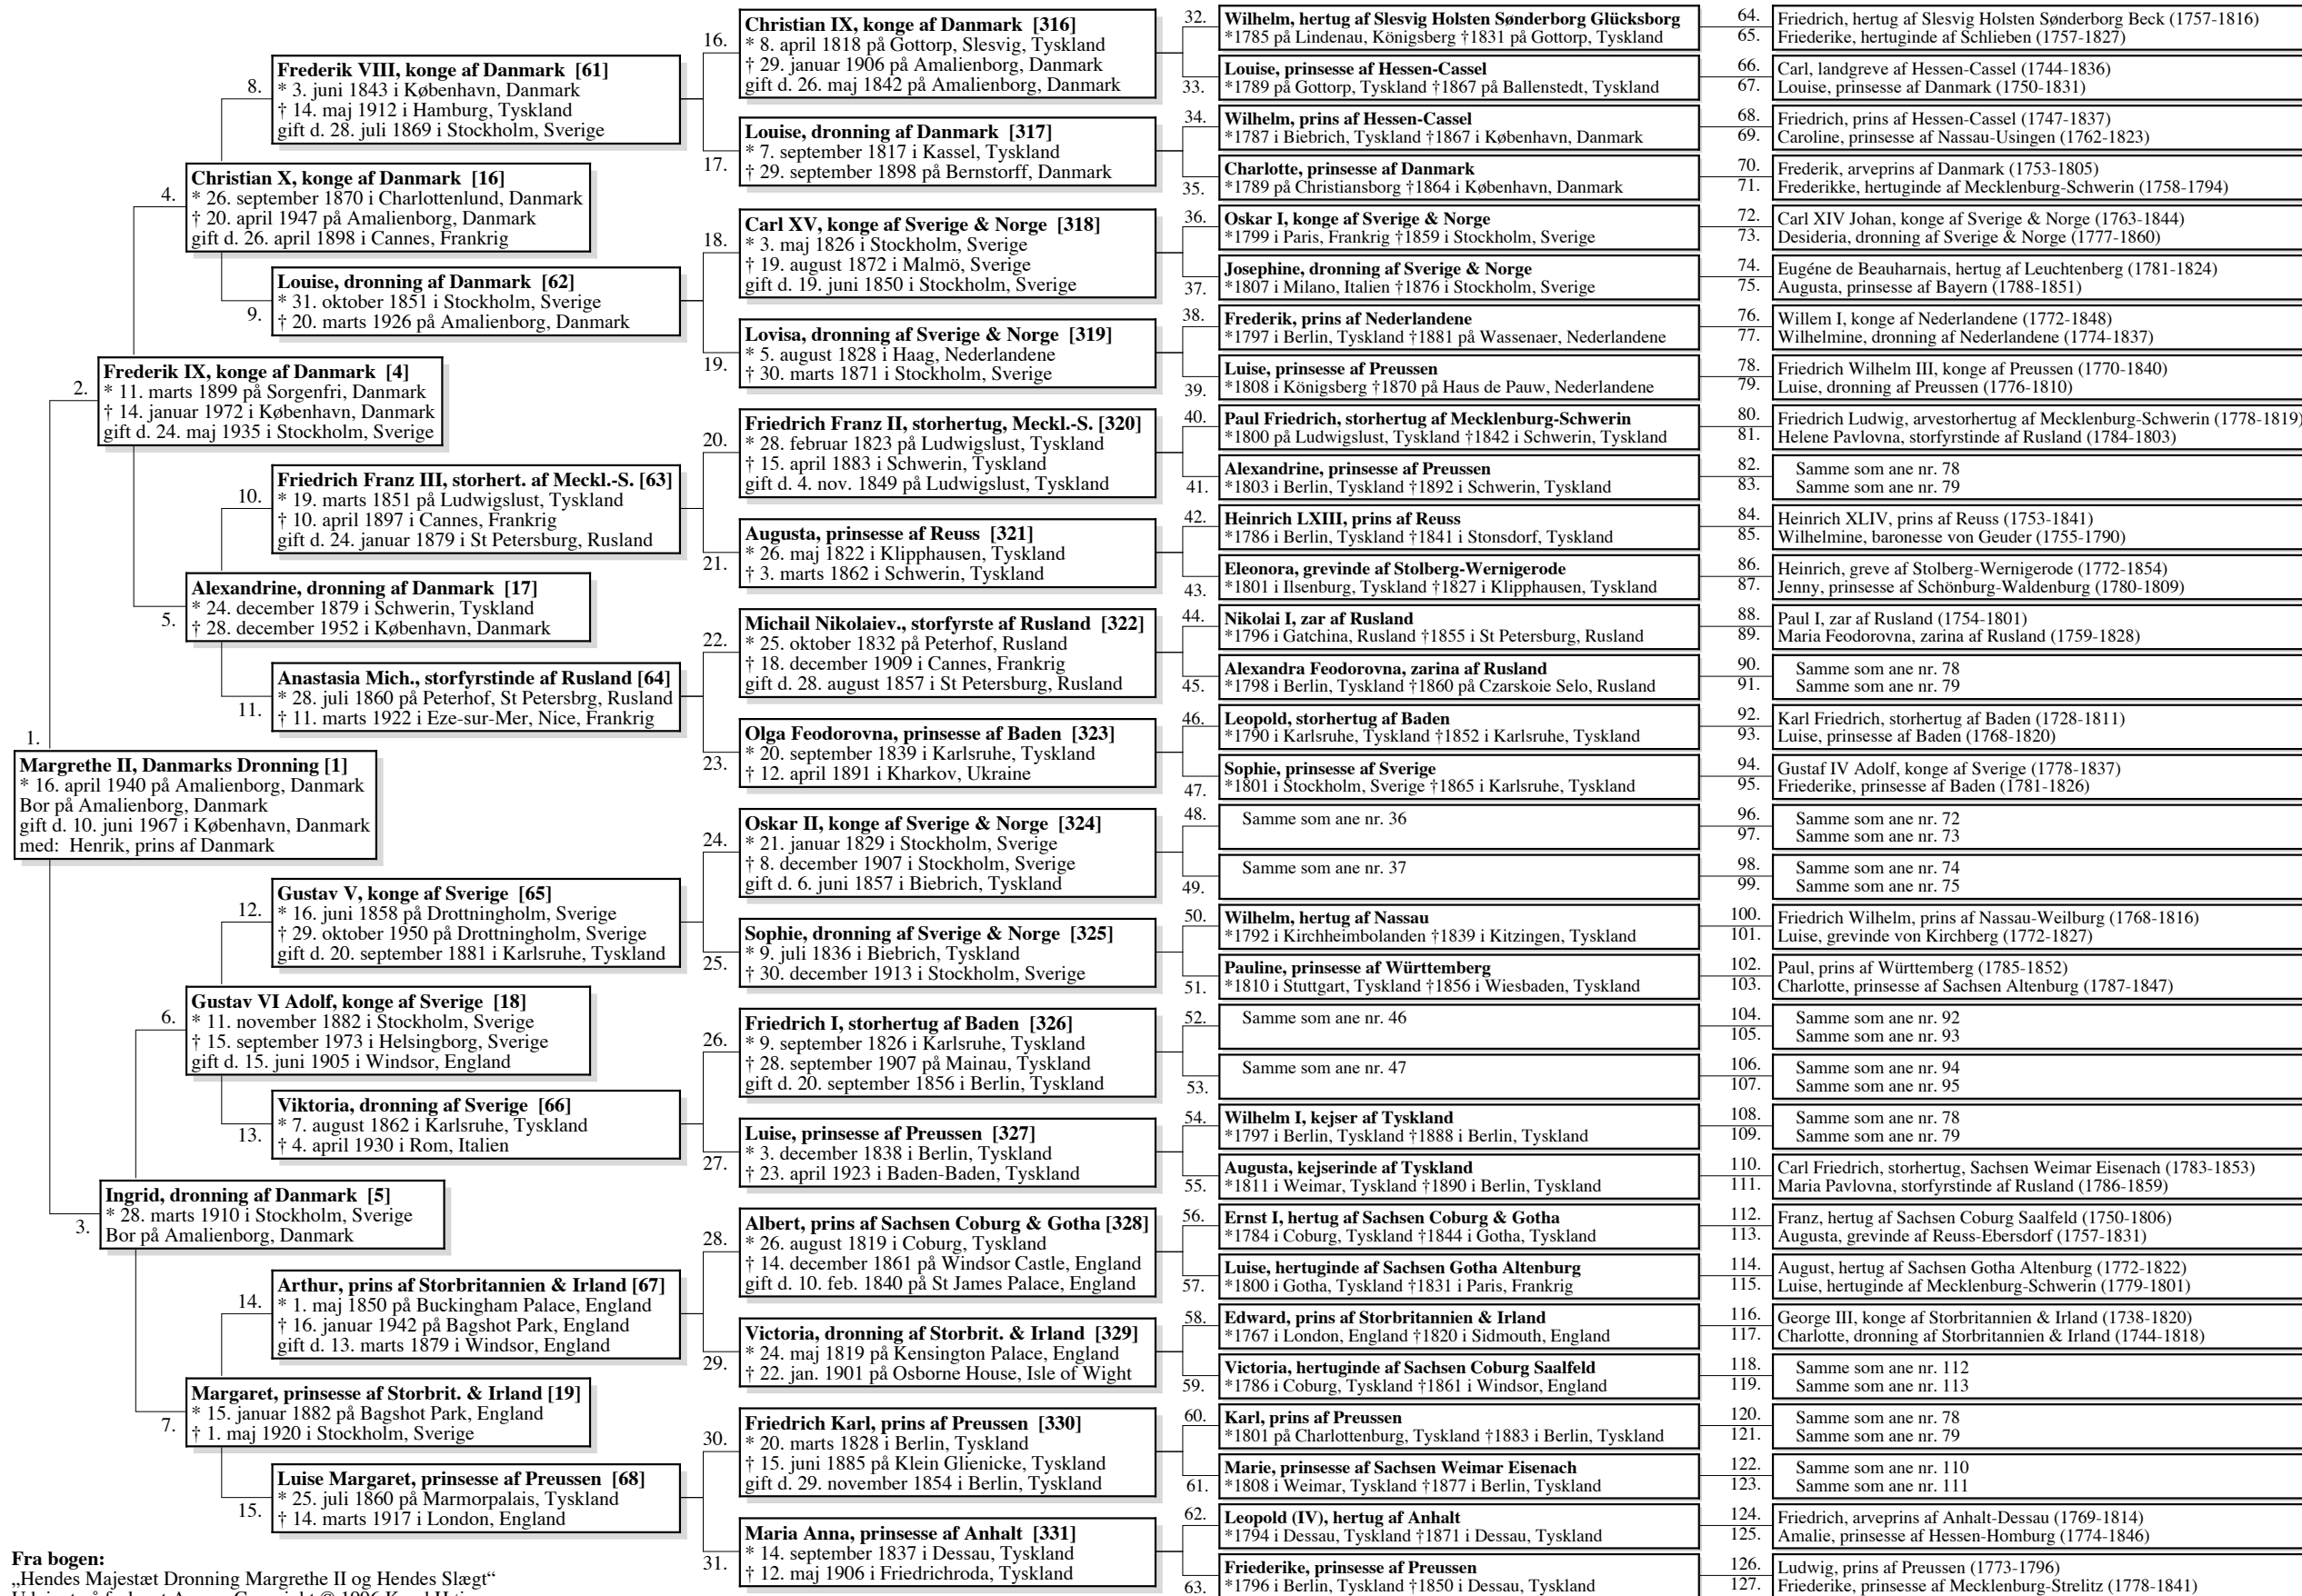 1.
Margrethe II, Danmarks Dronning [1]
* 16. april 1940 på Amalienborg, Danmark
Bor på Amalienborg, Danmark
gift d. 10. juni 1967 i København, Danmark
med: Henrik, prins af Danmark
2.
Frederik IX, konge af Danmark [4]
* 11. marts 1899 på Sorgenfri, Danmark
† 14. januar 1972 i København, Danmark
gift d. 24. maj 1935 i Stockholm, Sverige
3.
Ingrid, dronning af Danmark [5]
* 28. marts 1910 i Stockholm, Sverige
Bor på Amalienborg, Danmark
4.
Christian X, konge af Danmark [16]
* 26. september 1870 i Charlottenlund, Danmark
† 20. april 1947 på Amalienborg, Danmark
gift d. 26. april 1898 i Cannes, Frankrig
5.
Alexandrine, dronning af Danmark [17]
* 24. december 1879 i Schwerin, Tyskland
† 28. december 1952 i København, Danmark
6.
Gustav VI Adolf, konge af Sverige [18]
* 11. november 1882 i Stockholm, Sverige
† 15. september 1973 i Helsingborg, Sverige
gift d. 15. juni 1905 i Windsor, England
7.
Margaret, prinsesse af Storbrit. & Irland [19]
* 15. januar 1882 på Bagshot Park, England
† 1. maj 1920 i Stockholm, Sverige
8.
Frederik VIII, konge af Danmark [61]
* 3. juni 1843 i København, Danmark
† 14. maj 1912 i Hamburg, Tyskland
gift d. 28. juli 1869 i Stockholm, Sverige
9.
Louise, dronning af Danmark [62]
* 31. oktober 1851 i Stockholm, Sverige
† 20. marts 1926 på Amalienborg, Danmark
10.
Friedrich Franz III, storhert. af Meckl.-S. [63]
* 19. marts 1851 på Ludwigslust, Tyskland
† 10. april 1897 i Cannes, Frankrig
gift d. 24. januar 1879 i St Petersburg, Rusland
11.
Anastasia Mich., storfyrstinde af Rusland [64]
* 28. juli 1860 på Peterhof, St Petersbrg, Rusland
† 11. marts 1922 i Eze-sur-Mer, Nice, Frankrig
12.
Gustav V, konge af Sverige [65]
* 16. juni 1858 på Drottningholm, Sverige
† 29. oktober 1950 på Drottningholm, Sverige
gift d. 20. september 1881 i Karlsruhe, Tyskland
13.
Viktoria, dronning af Sverige [66]
* 7. august 1862 i Karlsruhe, Tyskland
† 4. april 1930 i Rom, Italien
14.
Arthur, prins af Storbritannien & Irland [67]
* 1. maj 1850 på Buckingham Palace, England
† 16. januar 1942 på Bagshot Park, England
gift d. 13. marts 1879 i Windsor, England
15.
Luise Margaret, prinsesse af Preussen [68]
* 25. juli 1860 på Marmorpalais, Tyskland
† 14. marts 1917 i London, England
16.
Christian IX, konge af Danmark [316]
* 8. april 1818 på Gottorp, Slesvig, Tyskland
† 29. januar 1906 på Amalienborg, Danmark
gift d. 26. maj 1842 på Amalienborg, Danmark
17.
Louise, dronning af Danmark [317]
* 7. september 1817 i Kassel, Tyskland
† 29. september 1898 på Bernstorff, Danmark
18.
Carl XV, konge af Sverige & Norge [318]
* 3. maj 1826 i Stockholm, Sverige
† 19. august 1872 i Malmö, Sverige
gift d. 19. juni 1850 i Stockholm, Sverige
19.
Lovisa, dronning af Sverige & Norge [319]
* 5. august 1828 i Haag, Nederlandene
† 30. marts 1871 i Stockholm, Sverige
20.
Friedrich Franz II, storhertug, Meckl.-S. [320]
* 28. februar 1823 på Ludwigslust, Tyskland
† 15. april 1883 i Schwerin, Tyskland
gift d. 4. nov. 1849 på Ludwigslust, Tyskland
21.
Augusta, prinsesse af Reuss [321]
* 26. maj 1822 i Klipphausen, Tyskland
† 3. marts 1862 i Schwerin, Tyskland
22.
Michail Nikolaiev., storfyrste af Rusland [322]
* 25. oktober 1832 på Peterhof, Rusland
† 18. december 1909 i Cannes, Frankrig
gift d. 28. august 1857 i St Petersburg, Rusland
23.
Olga Feodorovna, prinsesse af Baden [323]
* 20. september 1839 i Karlsruhe, Tyskland
† 12. april 1891 i Kharkov, Ukraine
24.
Oskar II, konge af Sverige & Norge [324]
* 21. januar 1829 i Stockholm, Sverige
† 8. december 1907 i Stockholm, Sverige
gift d. 6. juni 1857 i Biebrich, Tyskland
25.
Sophie, dronning af Sverige & Norge [325]
* 9. juli 1836 i Biebrich, Tyskland
† 30. december 1913 i Stockholm, Sverige
26.
Friedrich I, storhertug af Baden [326]
* 9. september 1826 i Karlsruhe, Tyskland
† 28. september 1907 på Mainau, Tyskland
gift d. 20. september 1856 i Berlin, Tyskland
27.
Luise, prinsesse af Preussen [327]
* 3. december 1838 i Berlin, Tyskland
† 23. april 1923 i Baden-Baden, Tyskland
28.
Albert, prins af Sachsen Coburg & Gotha [328]
* 26. august 1819 i Coburg, Tyskland
† 14. december 1861 på Windsor Castle, England
gift d. 10. feb. 1840 på St James Palace, England
29.
Victoria, dronning af Storbrit. & Irland [329]
* 24. maj 1819 på Kensington Palace, England
† 22. jan. 1901 på Osborne House, Isle of Wight
30.
Friedrich Karl, prins af Preussen [330]
* 20. marts 1828 i Berlin, Tyskland
† 15. juni 1885 på Klein Glienicke, Tyskland
gift d. 29. november 1854 i Berlin, Tyskland
31.
Maria Anna, prinsesse af Anhalt [331]
* 14. september 1837 i Dessau, Tyskland
† 12. maj 1906 i Friedrichroda, Tyskland
32.
Wilhelm, hertug af Slesvig Holsten Sønderborg Glücksborg
*1785 på Lindenau, Königsberg †1831 på Gottorp, Tyskland
33.
Louise, prinsesse af Hessen-Cassel
*1789 på Gottorp, Tyskland †1867 på Ballenstedt, Tyskland
34.
Wilhelm, prins af Hessen-Cassel
*1787 i Biebrich, Tyskland †1867 i København, Danmark
35.
Charlotte, prinsesse af Danmark
*1789 på Christiansborg †1864 i København, Danmark
36.
Oskar I, konge af Sverige & Norge
*1799 i Paris, Frankrig †1859 i Stockholm, Sverige
37.
Josephine, dronning af Sverige & Norge
*1807 i Milano, Italien †1876 i Stockholm, Sverige
38.
Frederik, prins af Nederlandene
*1797 i Berlin, Tyskland †1881 på Wassenaer, Nederlandene
39.
Luise, prinsesse af Preussen
*1808 i Königsberg †1870 på Haus de Pauw, Nederlandene
40.
Paul Friedrich, storhertug af Mecklenburg-Schwerin
*1800 på Ludwigslust, Tyskland †1842 i Schwerin, Tyskland
41.
Alexandrine, prinsesse af Preussen
*1803 i Berlin, Tyskland †1892 i Schwerin, Tyskland
42.
Heinrich LXIII, prins af Reuss
*1786 i Berlin, Tyskland †1841 i Stonsdorf, Tyskland
43.
Eleonora, grevinde af Stolberg-Wernigerode
*1801 i Ilsenburg, Tyskland †1827 i Klipphausen, Tyskland
44.
Nikolai I, zar af Rusland
*1796 i Gatchina, Rusland †1855 i St Petersburg, Rusland
45.
Alexandra Feodorovna, zarina af Rusland
*1798 i Berlin, Tyskland †1860 på Czarskoie Selo, Rusland
46.
Leopold, storhertug af Baden
*1790 i Karlsruhe, Tyskland †1852 i Karlsruhe, Tyskland
47.
Sophie, prinsesse af Sverige
*1801 i Stockholm, Sverige †1865 i Karlsruhe, Tyskland
48.
Samme som ane nr. 36
49.
Samme som ane nr. 37
50.
Wilhelm, hertug af Nassau
*1792 i Kirchheimbolanden †1839 i Kitzingen, Tyskland
51.
Pauline, prinsesse af Württemberg
*1810 i Stuttgart, Tyskland †1856 i Wiesbaden, Tyskland
52.
Samme som ane nr. 46
53.
Samme som ane nr. 47
54.
Wilhelm I, kejser af Tyskland
*1797 i Berlin, Tyskland †1888 i Berlin, Tyskland
55.
Augusta, kejserinde af Tyskland
*1811 i Weimar, Tyskland †1890 i Berlin, Tyskland
56.
Ernst I, hertug af Sachsen Coburg & Gotha
*1784 i Coburg, Tyskland †1844 i Gotha, Tyskland
57.
Luise, hertuginde af Sachsen Gotha Altenburg
*1800 i Gotha, Tyskland †1831 i Paris, Frankrig
58.
Edward, prins af Storbritannien & Irland
*1767 i London, England †1820 i Sidmouth, England
59.
Victoria, hertuginde af Sachsen Coburg Saalfeld
*1786 i Coburg, Tyskland †1861 i Windsor, England
60.
Karl, prins af Preussen
*1801 på Charlottenburg, Tyskland †1883 i Berlin, Tyskland
61.
Marie, prinsesse af Sachsen Weimar Eisenach
*1808 i Weimar, Tyskland †1877 i Berlin, Tyskland
62.
Leopold (IV), hertug af Anhalt
*1794 i Dessau, Tyskland †1871 i Dessau, Tyskland
63.
Friederike, prinsesse af Preussen
*1796 i Berlin, Tyskland †1850 i Dessau, Tyskland
64. Friedrich, hertug af Slesvig Holsten Sønderborg Beck (1757-1816)
65. Friederike, hertuginde af Schlieben (1757-1827)
66. Carl, landgreve af Hessen-Cassel (1744-1836)
67. Louise, prinsesse af Danmark (1750-1831)
68. Friedrich, prins af Hessen-Cassel (1747-1837)
69. Caroline, prinsesse af Nassau-Usingen (1762-1823)
70. Frederik, arveprins af Danmark (1753-1805)
71. Frederikke, hertuginde af Mecklenburg-Schwerin (1758-1794)
72. Carl XIV Johan, konge af Sverige & Norge (1763-1844)
73. Desideria, dronning af Sverige & Norge (1777-1860)
74. Eugéne de Beauharnais, hertug af Leuchtenberg (1781-1824)
75. Augusta, prinsesse af Bayern (1788-1851)
76. Willem I, konge af Nederlandene (1772-1848)
77. Wilhelmine, dronning af Nederlandene (1774-1837)
78. Friedrich Wilhelm III, konge af Preussen (1770-1840)
79. Luise, dronning af Preussen (1776-1810)
80. Friedrich Ludwig, arvestorhertug af Mecklenburg-Schwerin (1778-1819)
81. Helene Pavlovna, storfyrstinde af Rusland (1784-1803)
82. Samme som ane nr. 78
83. Samme som ane nr. 79
84. Heinrich XLIV, prins af Reuss (1753-1841)
85. Wilhelmine, baronesse von Geuder (1755-1790)
86. Heinrich, greve af Stolberg-Wernigerode (1772-1854)
87. Jenny, prinsesse af Schönburg-Waldenburg (1780-1809)
88. Paul I, zar af Rusland (1754-1801)
89. Maria Feodorovna, zarina af Rusland (1759-1828)
90. Samme som ane nr. 78
91. Samme som ane nr. 79
92. Karl Friedrich, storhertug af Baden (1728-1811)
93. Luise, prinsesse af Baden (1768-1820)
94. Gustaf IV Adolf, konge af Sverige (1778-1837)
95. Friederike, prinsesse af Baden (1781-1826)
96. Samme som ane nr. 72
97. Samme som ane nr. 73
98. Samme som ane nr. 74
99. Samme som ane nr. 75
100. Friedrich Wilhelm, prins af Nassau-Weilburg (1768-1816)
101. Luise, grevinde von Kirchberg (1772-1827)
102. Paul, prins af Württemberg (1785-1852)
103. Charlotte, prinsesse af Sachsen Altenburg (1787-1847)
104. Samme som ane nr. 92
105. Samme som ane nr. 93
106. Samme som ane nr. 94
107. Samme som ane nr. 95
108. Samme som ane nr. 78
109. Samme som ane nr. 79
110. Carl Friedrich, storhertug, Sachsen Weimar Eisenach (1783-1853)
111. Maria Pavlovna, storfyrstinde af Rusland (1786-1859)
112. Franz, hertug af Sachsen Coburg Saalfeld (1750-1806)
113. Augusta, grevinde af Reuss-Ebersdorf (1757-1831)
114. August, hertug af Sachsen Gotha Altenburg (1772-1822)
115. Luise, hertuginde af Mecklenburg-Schwerin (1779-1801)
116. George III, konge af Storbritannien & Irland (1738-1820)
117. Charlotte, dronning af Storbritannien & Irland (1744-1818)
118. Samme som ane nr. 112
119. Samme som ane nr. 113
120. Samme som ane nr. 78
121. Samme som ane nr. 79
122. Samme som ane nr. 110
123. Samme som ane nr. 111
124. Friedrich, arveprins af Anhalt-Dessau (1769-1814)
125. Amalie, prinsesse af Hessen-Homburg (1774-1846)
126. Ludwig, prins af Preussen (1773-1796)
127. Friederike, prinsesse af Mecklenburg-Strelitz (1778-1841)
Fra bogen:
„Hendes Majestæt Dronning Margrethe II og Hendes Slægt“